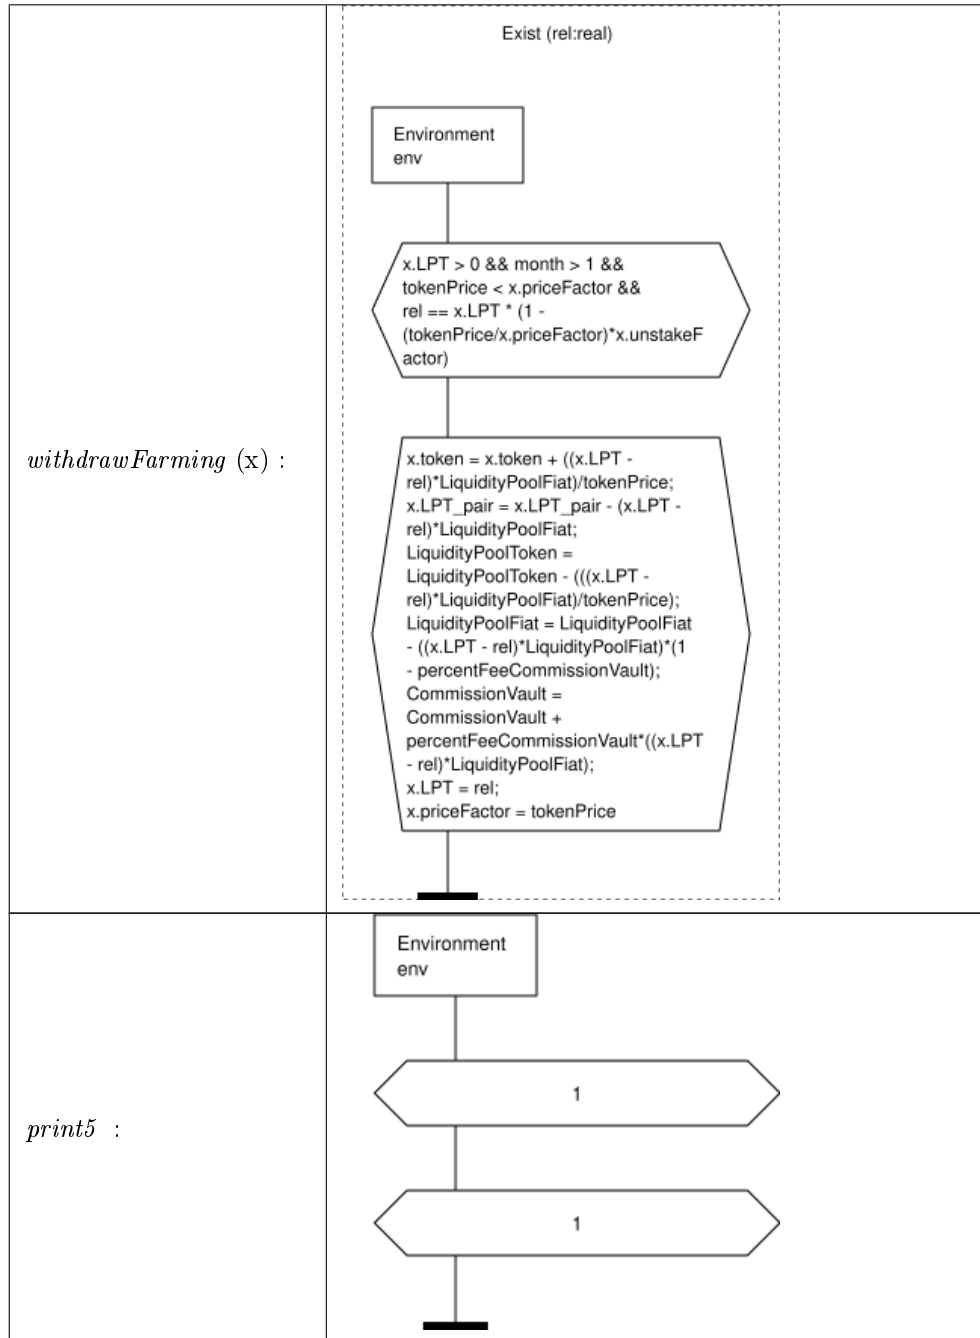 Exist (rel:real)
Environment
env
x.LPT > 0 && month > 1 &&
tokenPrice < x.priceFactor &&
rel == x.LPT * (1 -
(tokenPrice/x.priceFactor)*x.unstakeF
actor)
withdrawFarming (x) :
x.token = x.token + ((x.LPT -
rel)*LiquidityPoolFiat)/tokenPrice;
x.LPT_pair = x.LPT_pair - (x.LPT -
rel)*LiquidityPoolFiat;
LiquidityPoolToken =
LiquidityPoolToken - (((x.LPT -
rel)*LiquidityPoolFiat)/tokenPrice);
LiquidityPoolFiat = LiquidityPoolFiat
- ((x.LPT - rel)*LiquidityPoolFiat)*(1
- percentFeeCommissionVault);
CommissionVault =
CommissionVault +
percentFeeCommissionVault*((x.LPT
- rel)*LiquidityPoolFiat);
x.LPT = rel;
x.priceFactor = tokenPrice
Environment
env
1
print5 :
1